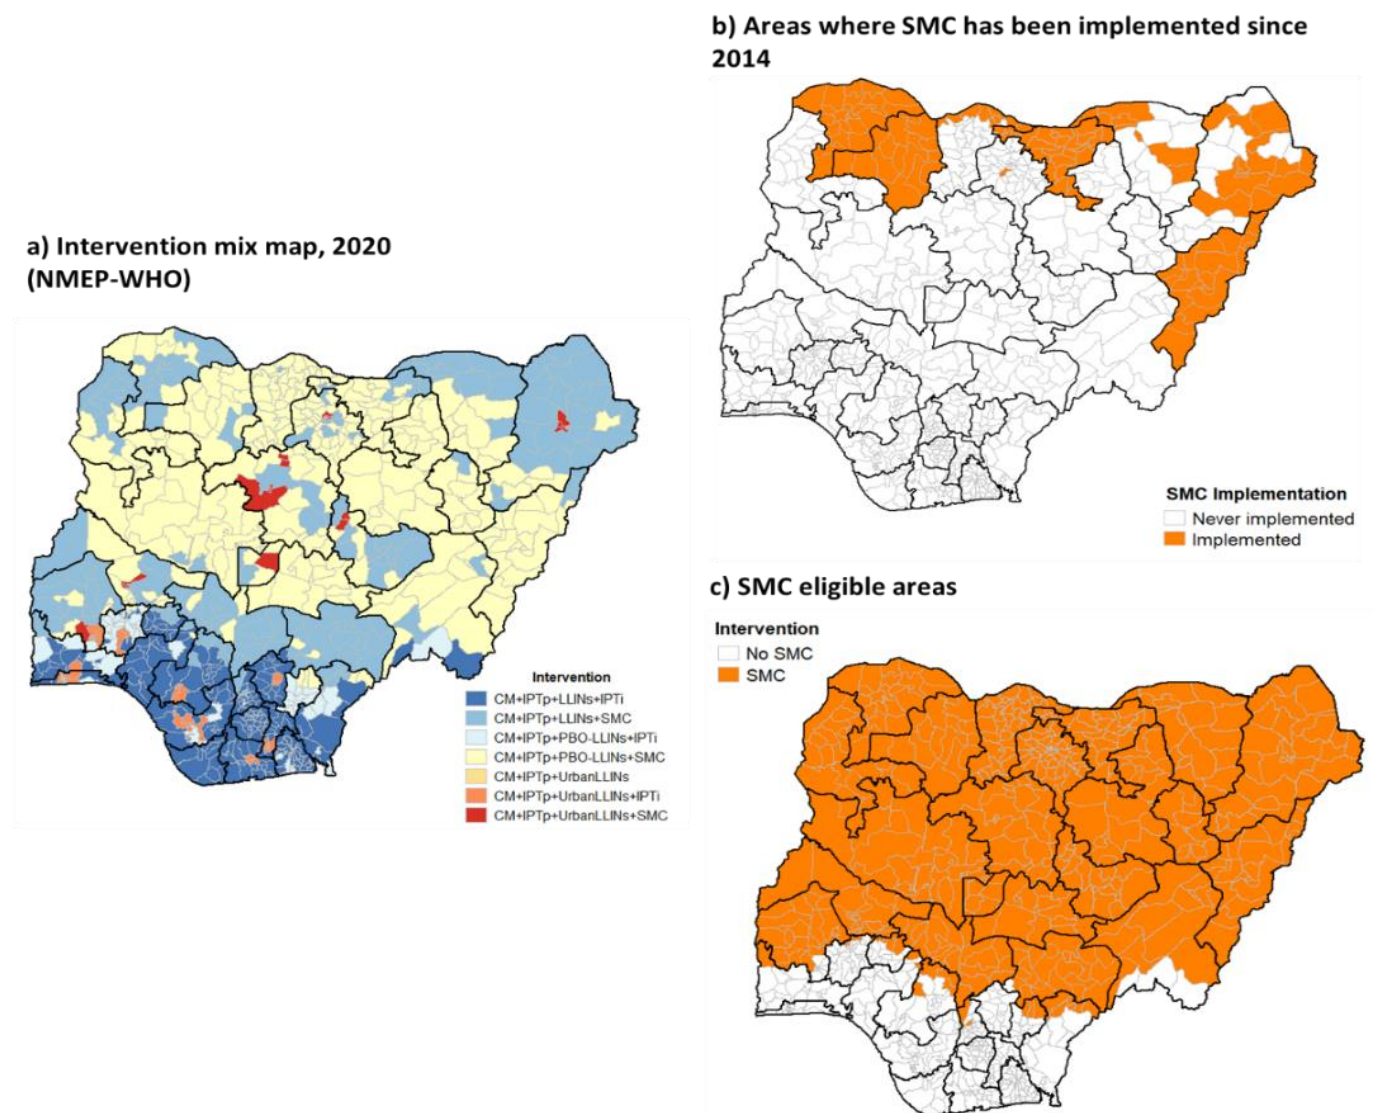 b) Areas where SMC has been implemented since
2014
a) Intervention mix map, 2020
(NMEP-WHO)
Intervention
CM+IPTp+LLINs+IPTi
CM+IPTp+LLINs+SMC
CM+IPTp+PBO-LLINs+IPTi
CM+IPTp+PBO-LLINs+SMC
CM+IPTp+UrbanLLINs
CM+IPTp+UrbanLLINs+IPTi
CM+IPTp+UrbanLLINs+SMC
SMC Implementation
Never implemented
Implemented
c) SMC eligible areas
Intervention
No SMC
SMC